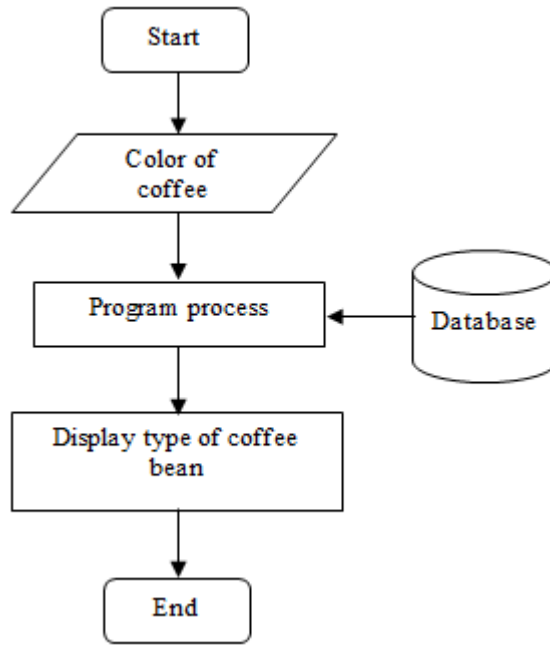 Start
Color of
coffee
Program process
Database
Display type of coffee
bean
End